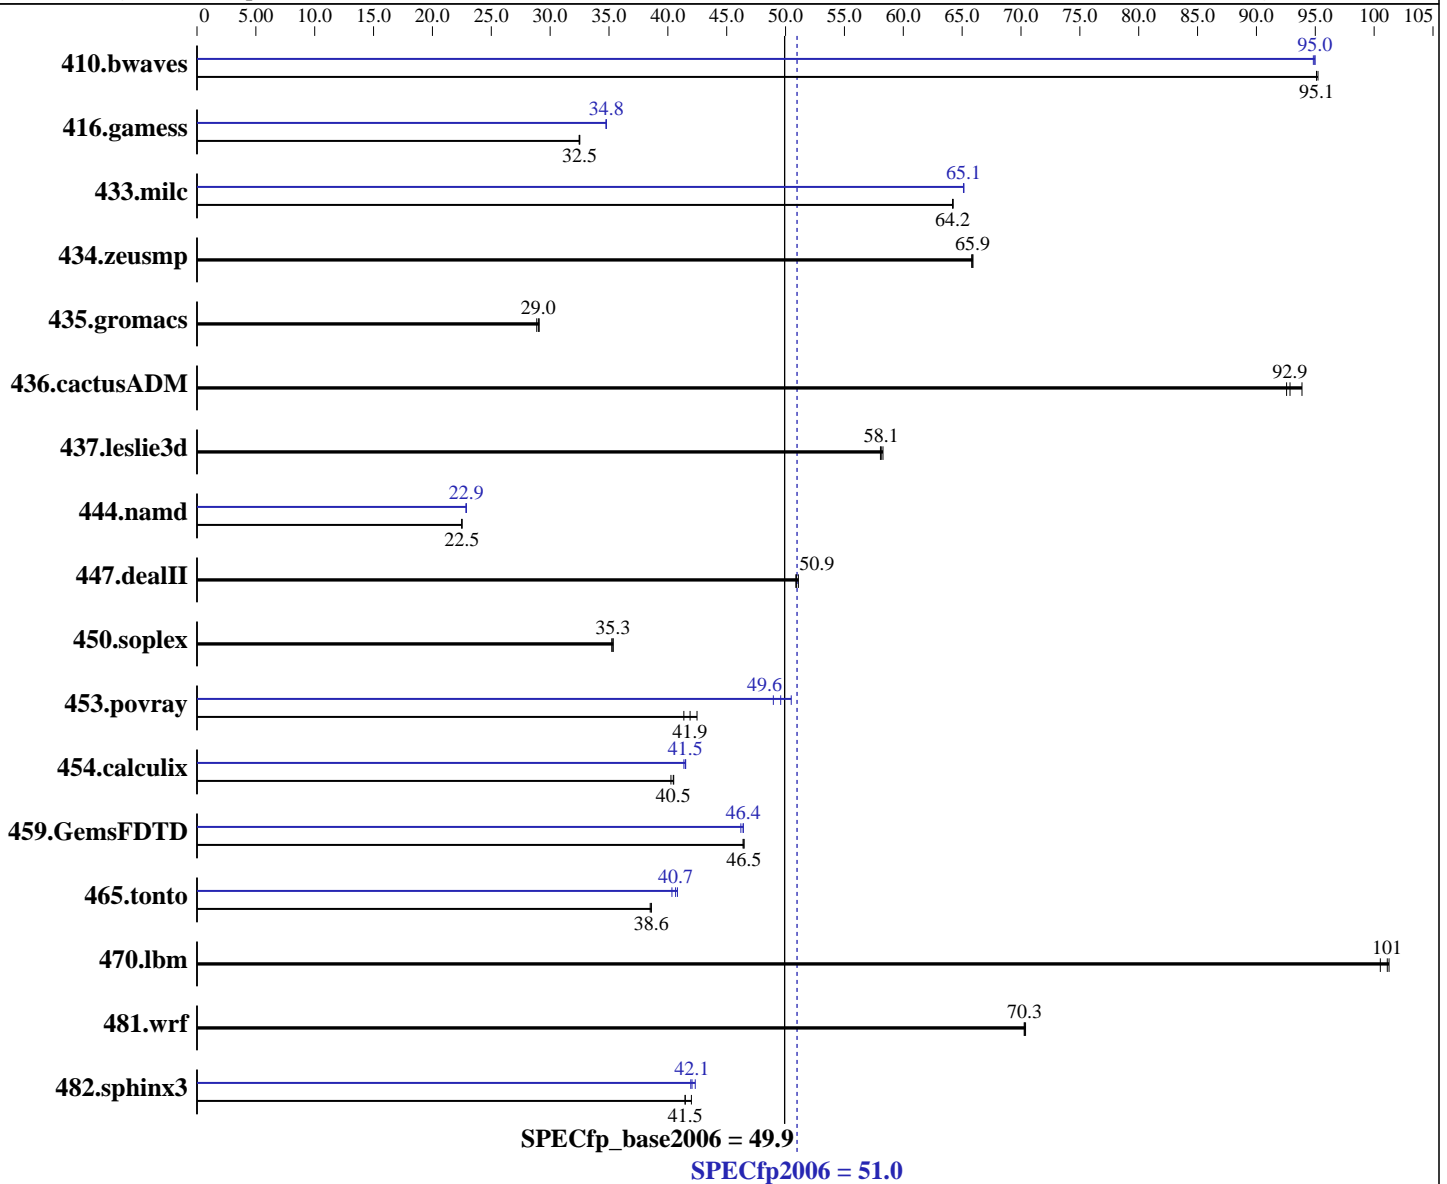 0 5.00 10.0 15.0 20.0 25.0 30.0 35.0 40.0 45.0 50.0 55.0 60.0 65.0 70.0 75.0 80.0 85.0 90.0 95.0 100 105
410.bwaves 95.0
95.1
416.gamess 34.8
32.5
433.milc 65.1
64.2
434.zeusmp 65.9
435.gromacs 29.0
436.cactusADM 92.9
437.leslie3d 58.1
444.namd 22.9
22.5
447.dealII 50.9
450.soplex 35.3
453.povray 49.6
41.9
454.calculix 41.5
40.5
459.GemsFDTD 46.4
46.5
465.tonto 40.7
38.6
470.lbm 101
481.wrf 70.3
482.sphinx3 42.1
41.5
SPECfp_base2006 = 49.9
SPECfp2006 = 51.0